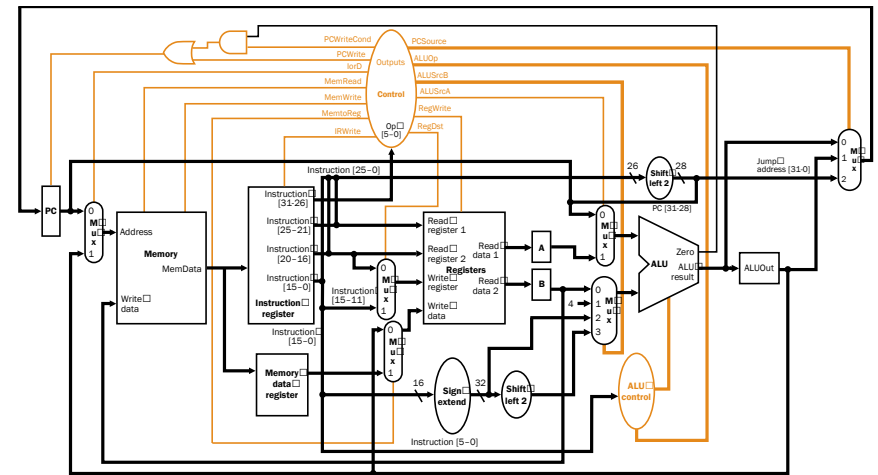 PCWriteCond
PCWrite
IorD
MemRead
MemWrite
MemtoReg
IRWrite
Outputs
Control
Op
[5–0]
PCSource
ALUOp
ALUSrcB
ALUSrcA
RegWrite
RegDst
Instruction [25–0]
26
28
Shift
left 2
Jump
address [31-0]
PC [31-28]
0
1
2
M
u
x
PC
0
M
u
x
1
Address
Memory
MemData
Write
data
Instruction
[31-26]
Instruction
[25–21]
Instruction
[20–16]
Instruction
[15–0]
Instruction
register
Instruction
[15–11]
Instruction
[15–0]
0
M
u
x
1
0
M
u
x
1
Read
register 1
Read
register 2
Registers
Write
register
Write
data
Read
data 1
Read
data 2
A
B
0
M
u
x
1
4
0
1
2
3
M
u
x
Zero
ALU
ALU
result
ALUOut
Memory
data
register
16
Sign
extend
32
Shift
left 2
ALU
control
Instruction [5–0]